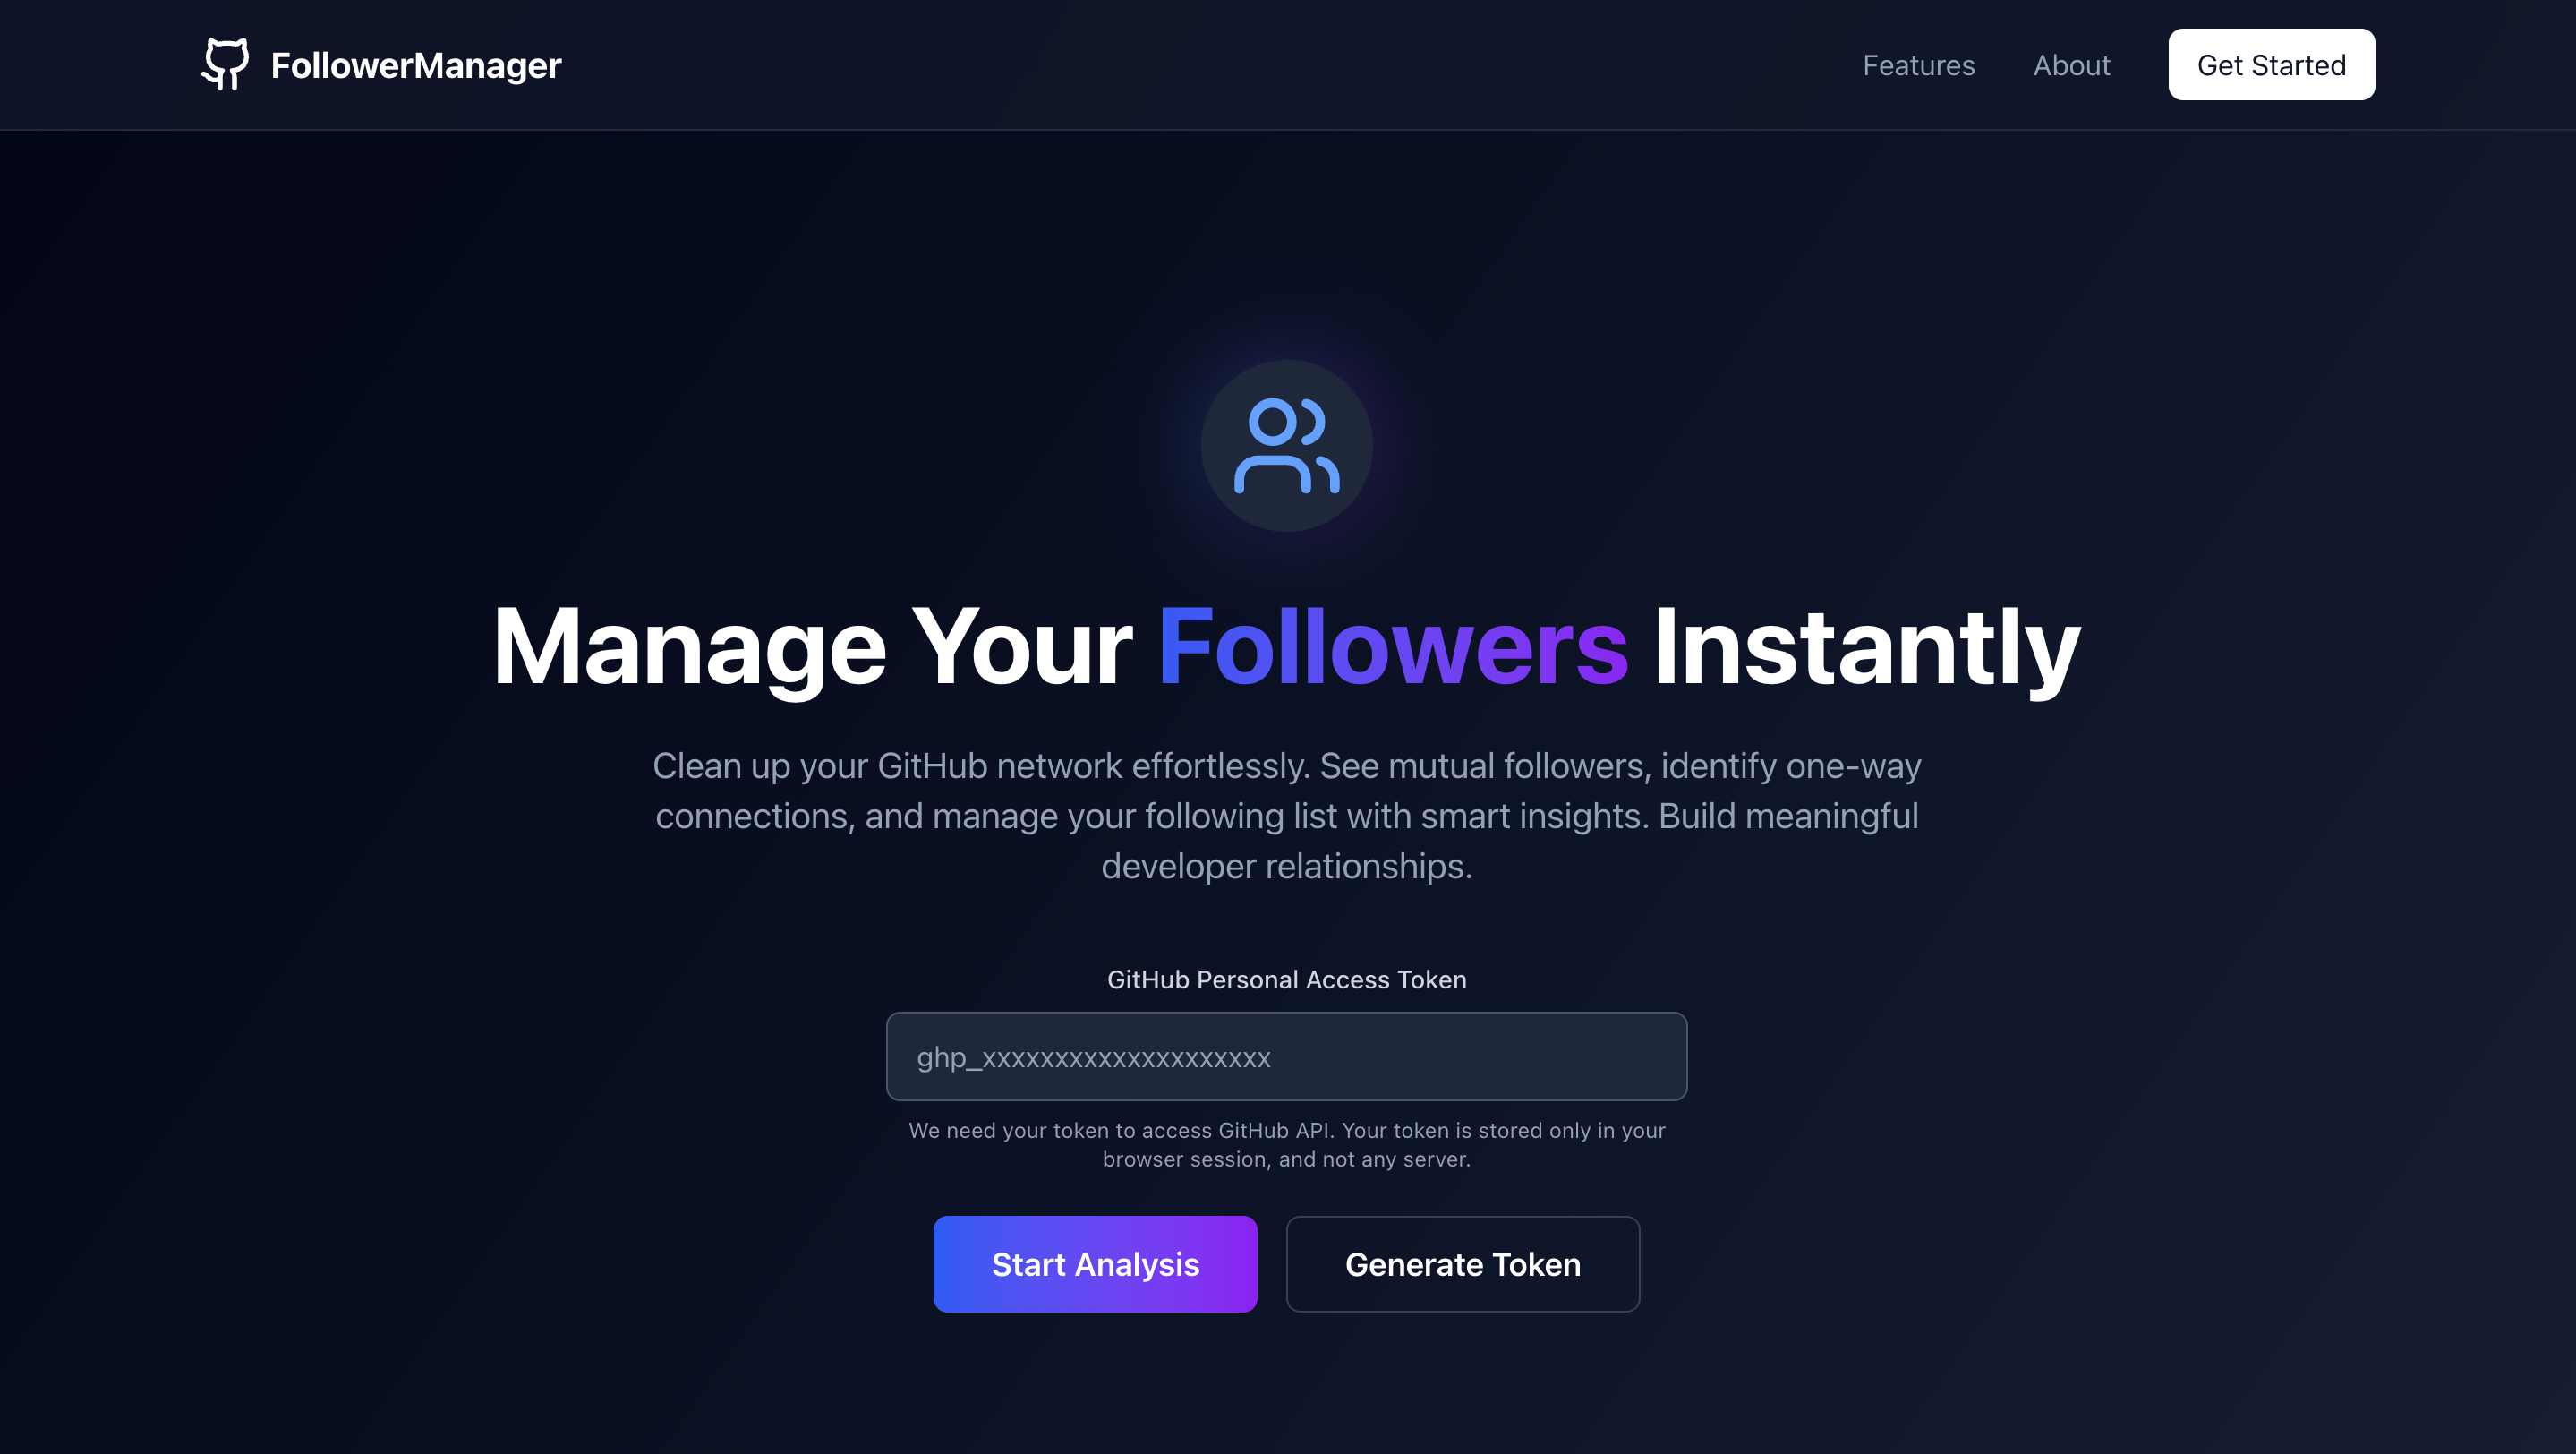 FollowerManager
Features
About
Get Started
Manage Your Followers Instantly
Clean up your GitHub network effortlessly. See mutual followers, identify one-way
connections, and manage your following list with smart insights. Build meaningful
developer relationships.
GitHub Personal Access Token
ghp_xxxxxxxxxxxxxxxxxxxx
We need your token to access GitHub API. Your token is stored only in your
browser session, and not any server.
Start Analysis
Generate Token